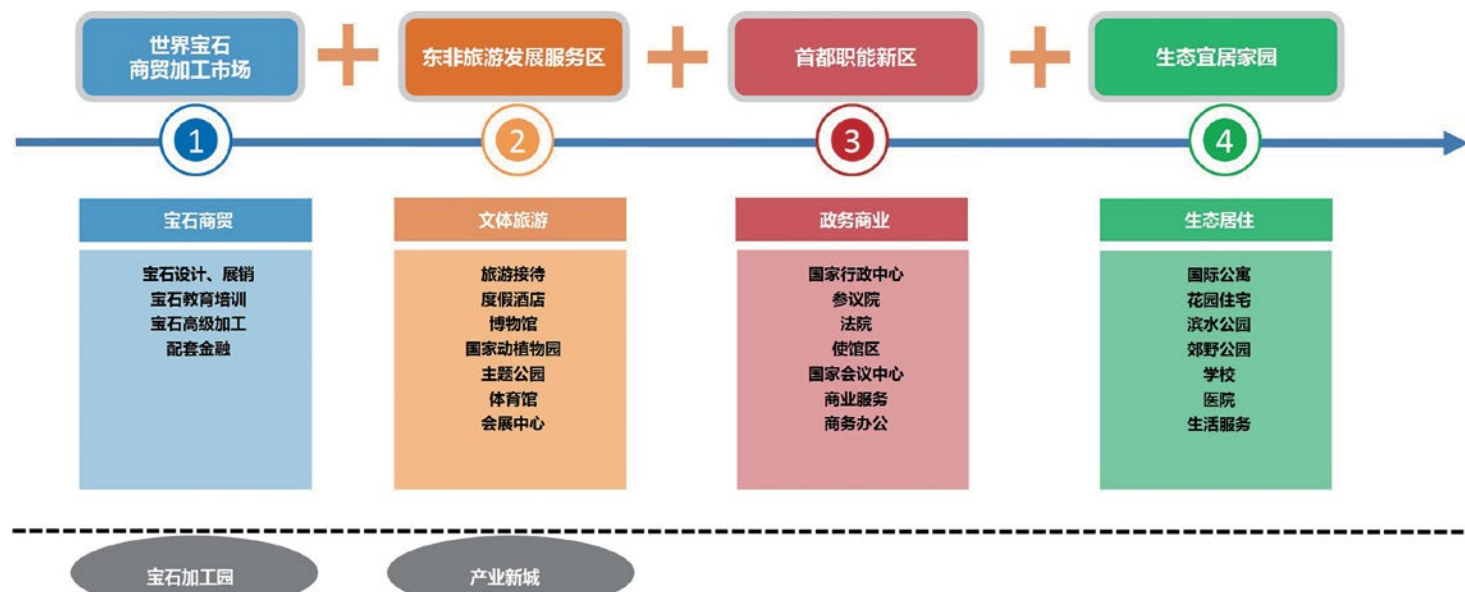 世界宝石
商贸加工市场
东非旅游发展服务区
首都职能新区
生态宜居家园
1
2
3
4
宝石商贸
宝石设计、展销
宝石教育培训
宝石高级加工
配套金融
文体旅游
旅游接待
度假酒店
博物馆
国家动植物园
主题公园
体育馆
会展中心
政务商业
国家行政中心
参议院
法院
使馆区
国家会议中心
商业服务
商务办公
生态居住
国际公寓
花园住宅
滨水公园
郊野公园
学校
医院
生活服务
宝石加工园
产业新城